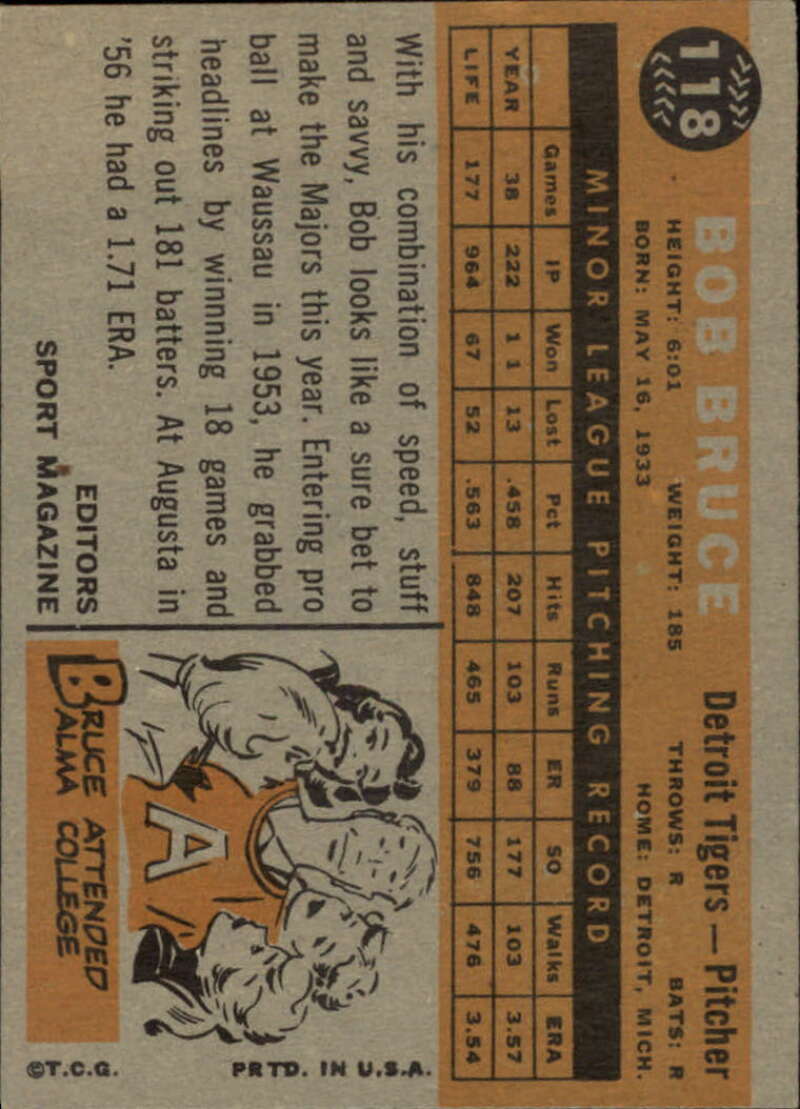 118
BOB BRUCE
Detroit Tigers — Pitcher
HEIGHT: 6:01 WEIGHT: 185 THROWS: R BATS: R
BORN: MAY 16, 1933 HOME: DETROIT, MICH.
MINOR LEAGUE PITCHING RECORD
Games IP Won Lost Pct Hits Runs ER SO Walks ERA
YEAR 38 222 1 1 13 .458 207 103 88 177 103 3.57
LIFE 177 964 67 52 .563 848 465 379 756 476 3.54
With his combination of speed, stuff
and savvy, Bob looks like a sure bet to
make the Majors this year. Entering pro
ball at Waussau in 1953, he grabbed
headlines by winnning 18 games and
striking out 181 batters. At Augusta in
'56 he had a 1.71 ERA.
EDITORS
SPORT MAGAZINE
A
BRUCE ATTENDED
ALMA COLLEGE
©T.C.G. PRTD. IN U.S.A.